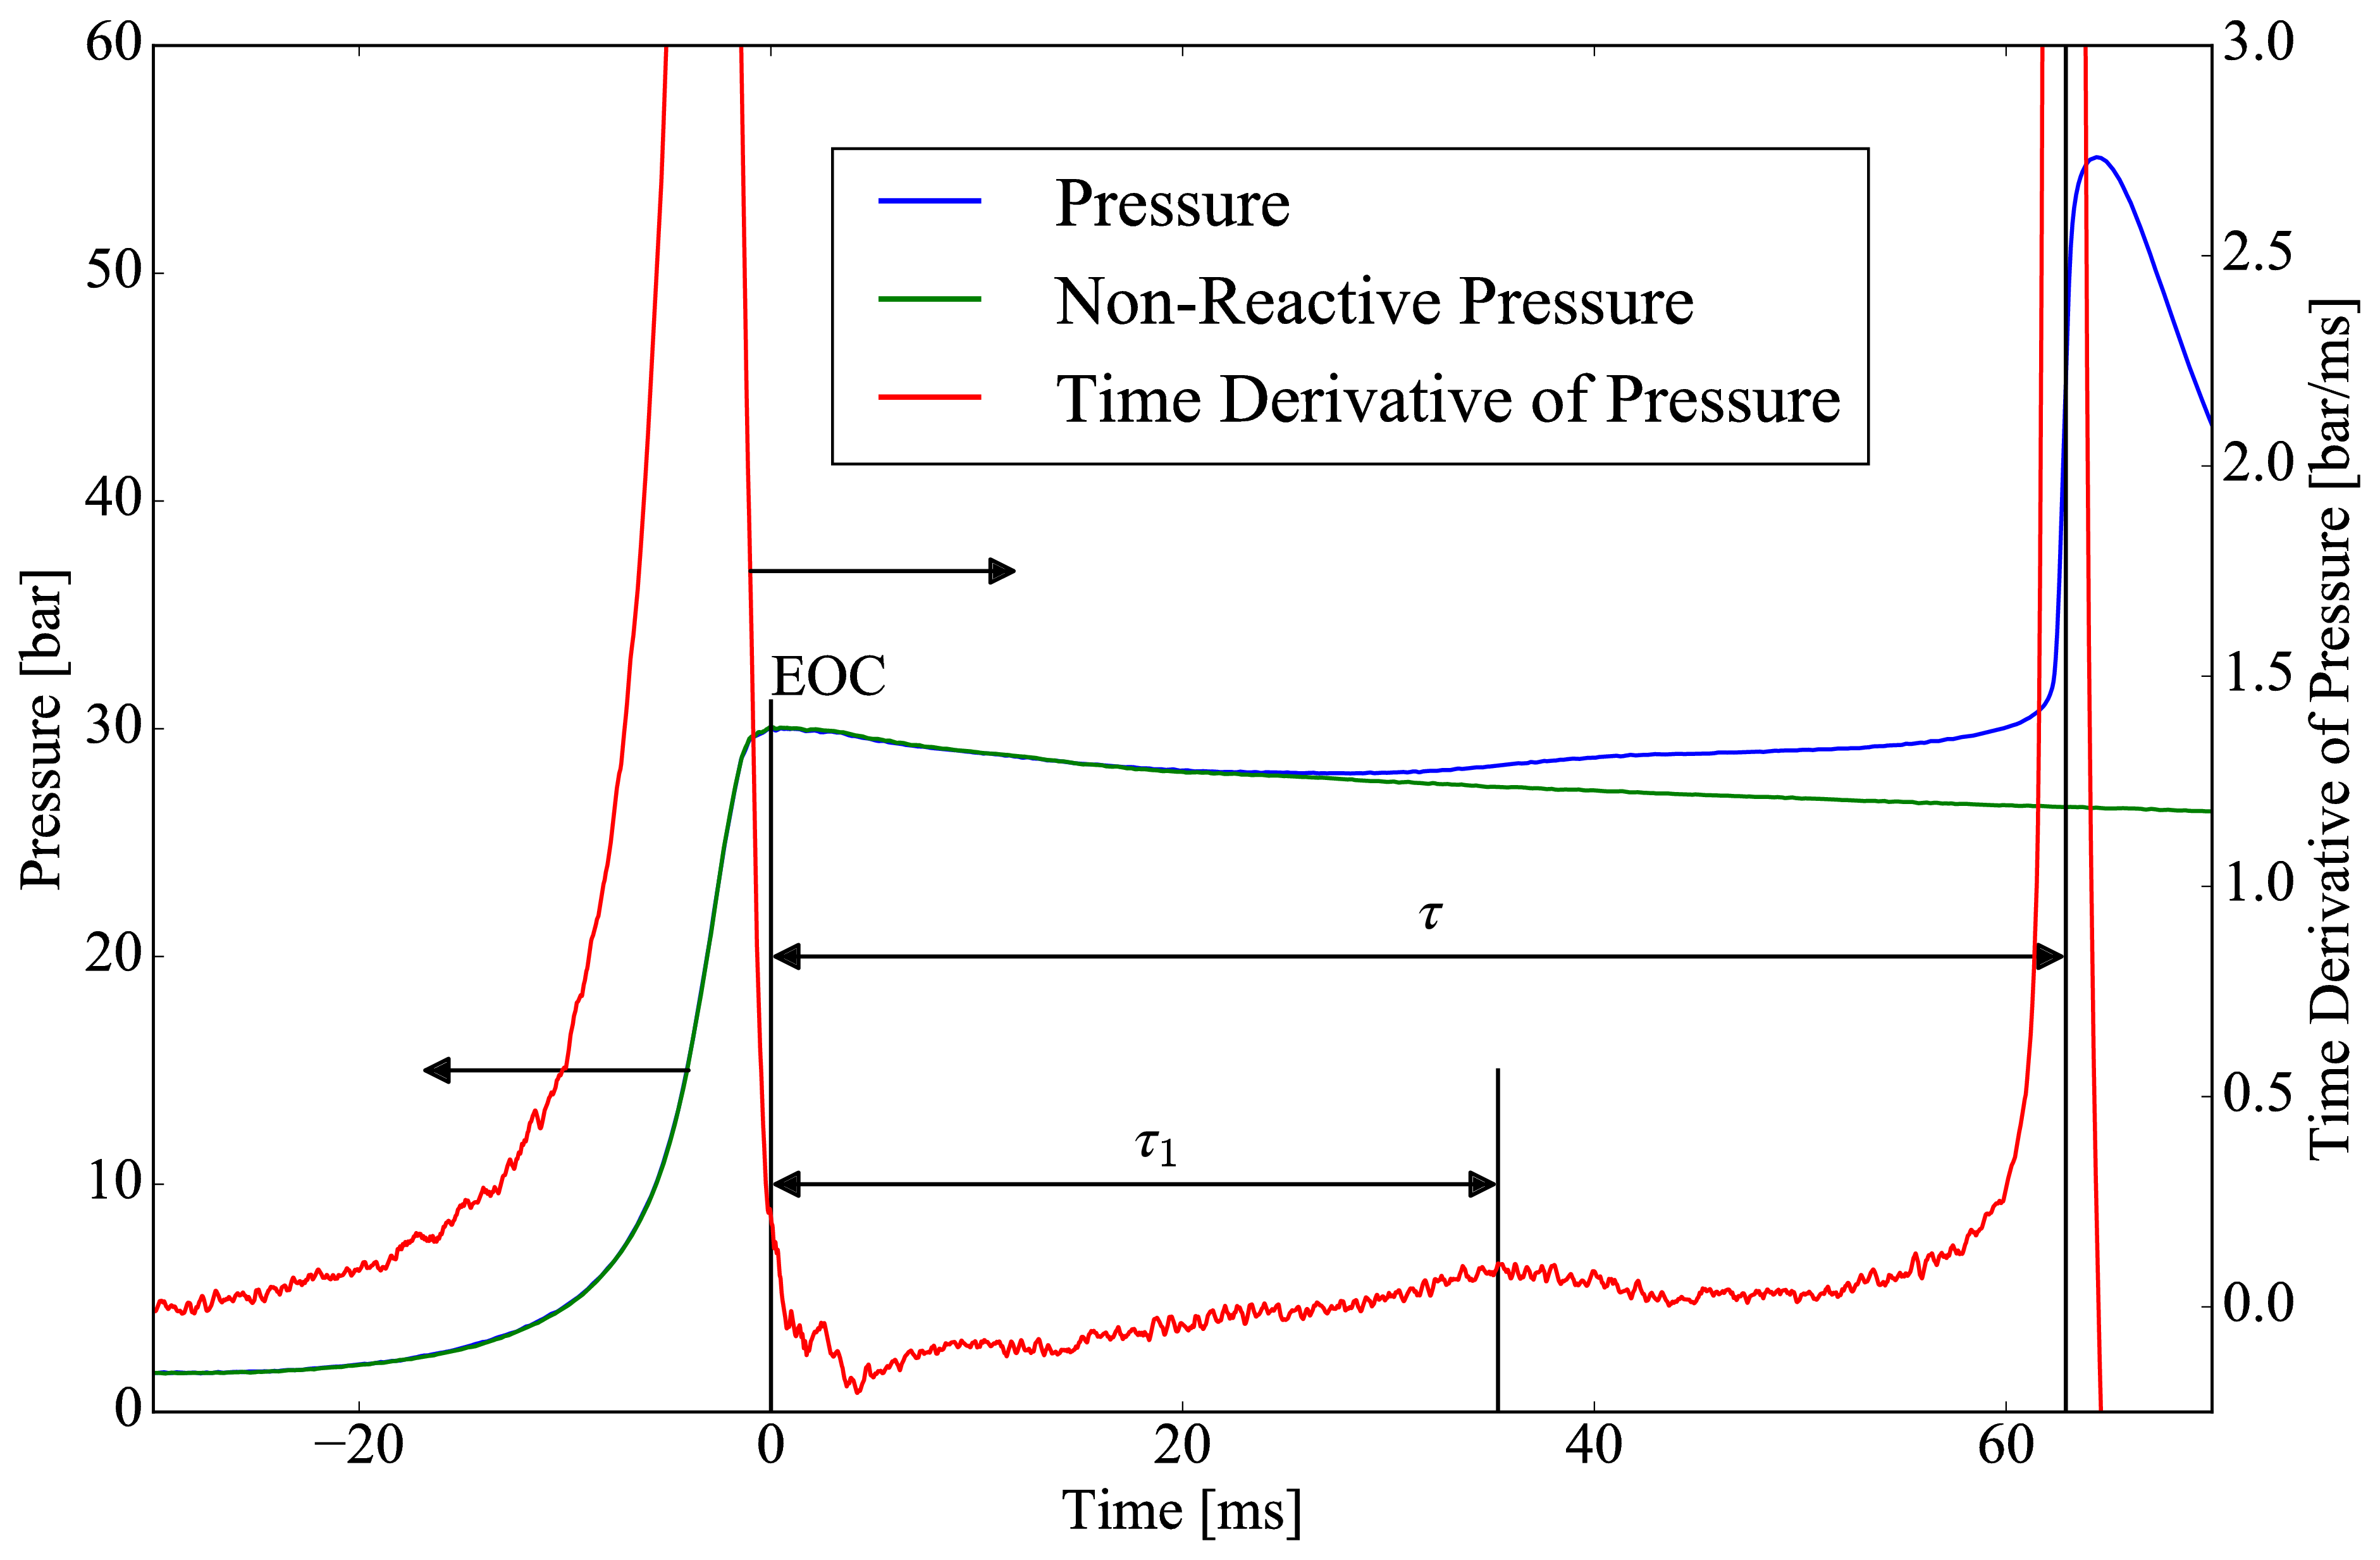 Pressure
Non-Reactive Pressure
Time Derivative of Pressure
EOC
τ
τ₁
60
50
40
30
20
10
0
Pressure [bar]
3.0
2.5
2.0
1.5
1.0
0.5
0.0
Time Derivative of Pressure [bar/ms]
−20
0
20
40
60
Time [ms]